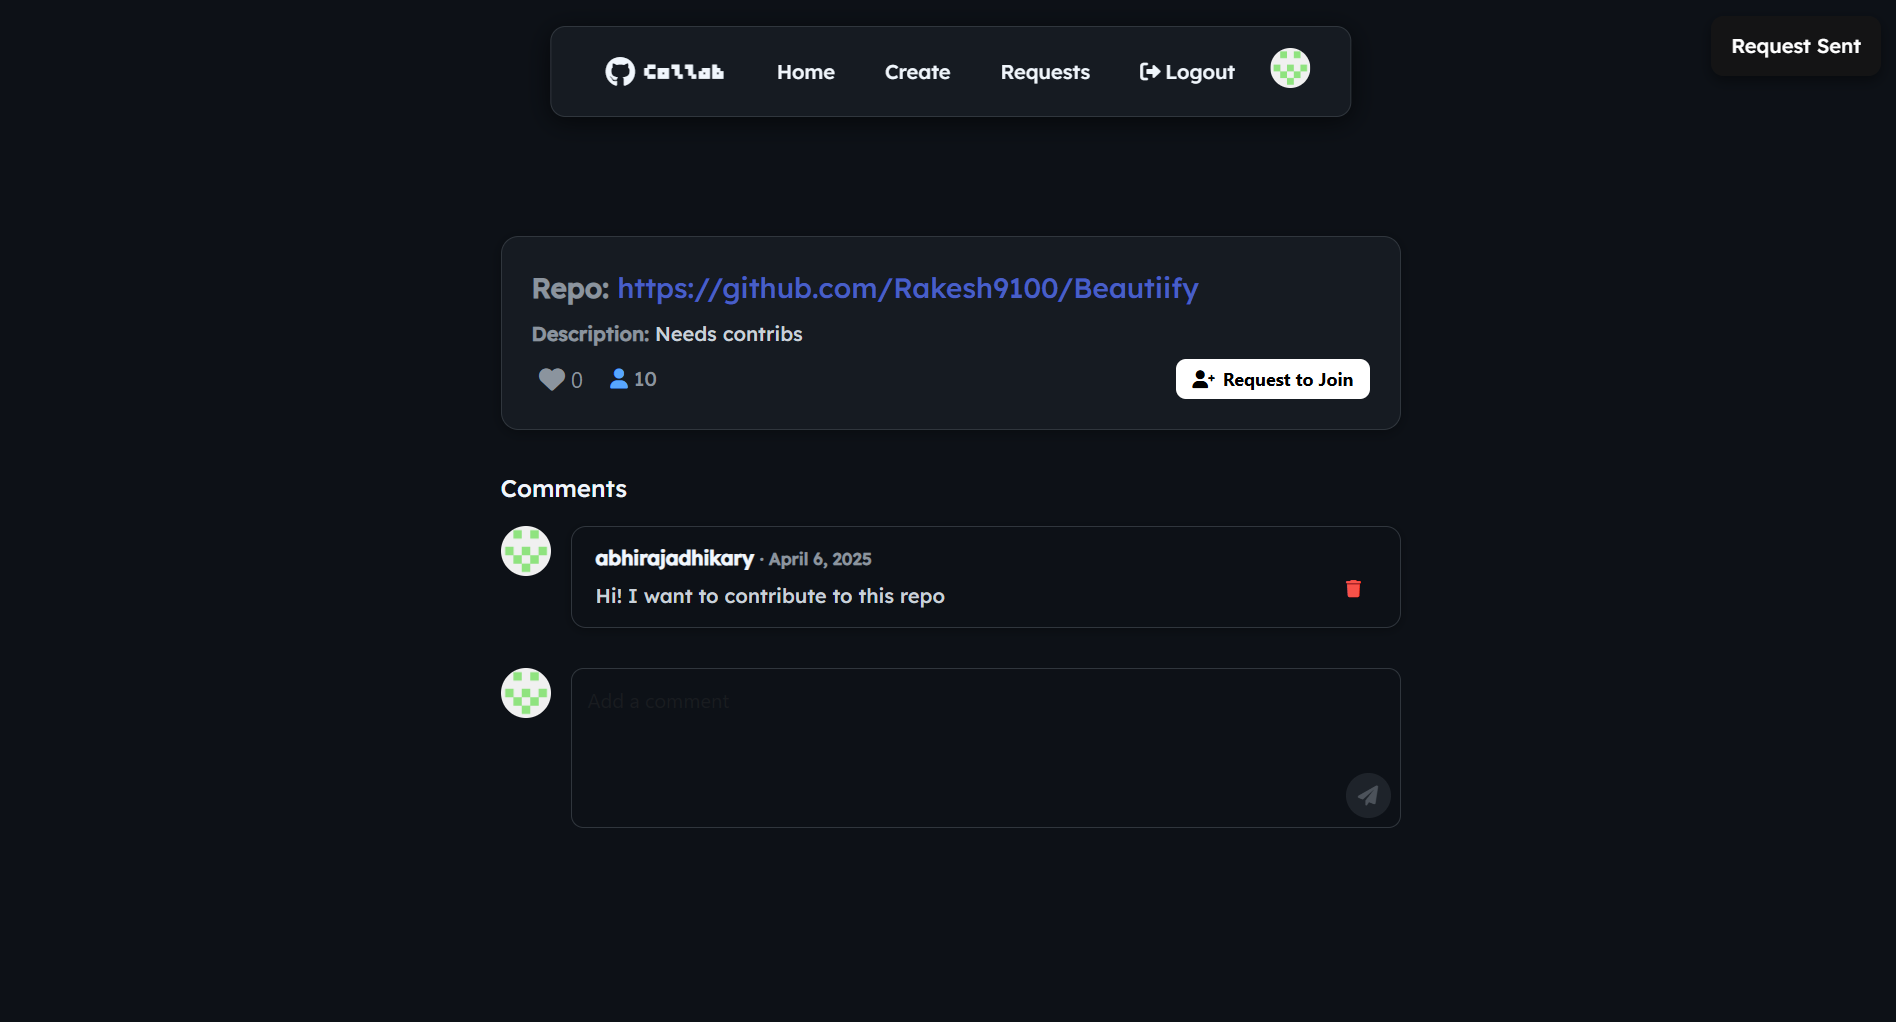 Collab Home Create Requests Logout
Request Sent
Repo: https://github.com/Rakesh9100/Beautiify
Description: Needs contribs
0 10 Request to Join
Comments
abhirajadhikary · April 6, 2025
Hi! I want to contribute to this repo
Add a comment